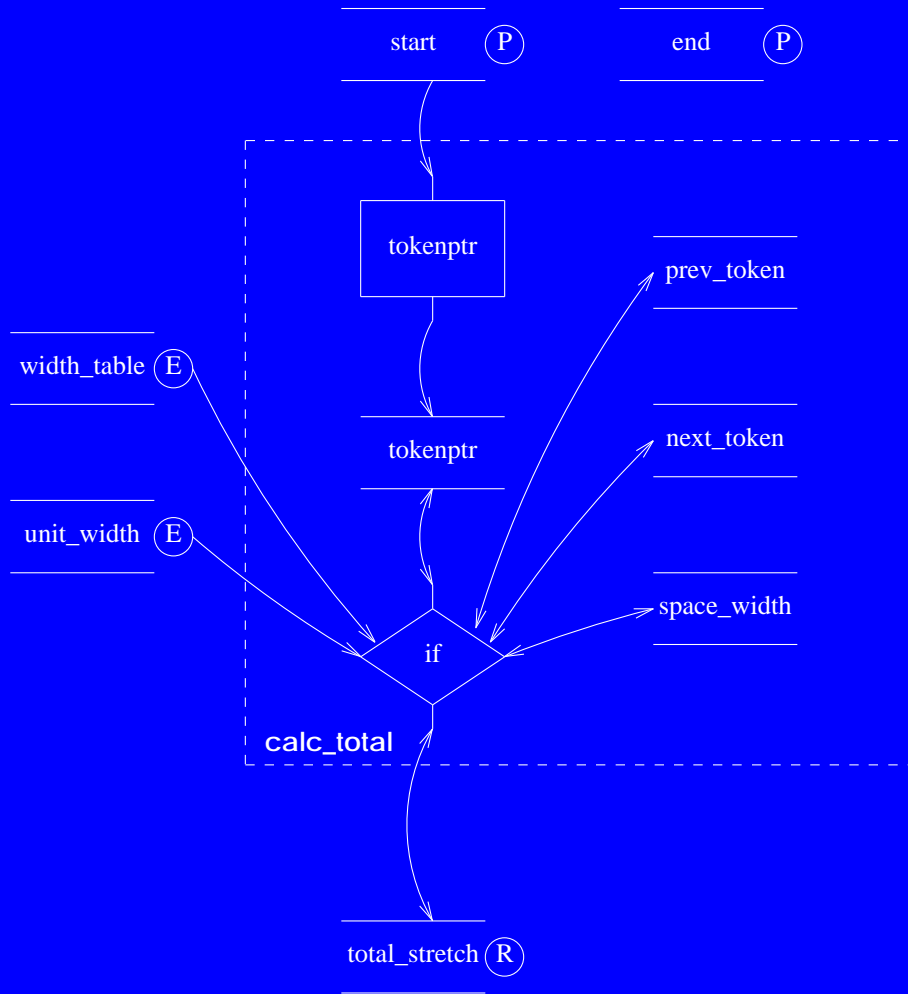 start P
end P
tokenptr
prev_token
width_table E
next_token
tokenptr
unit_width E
space_width
if
calc_total
total_stretch R